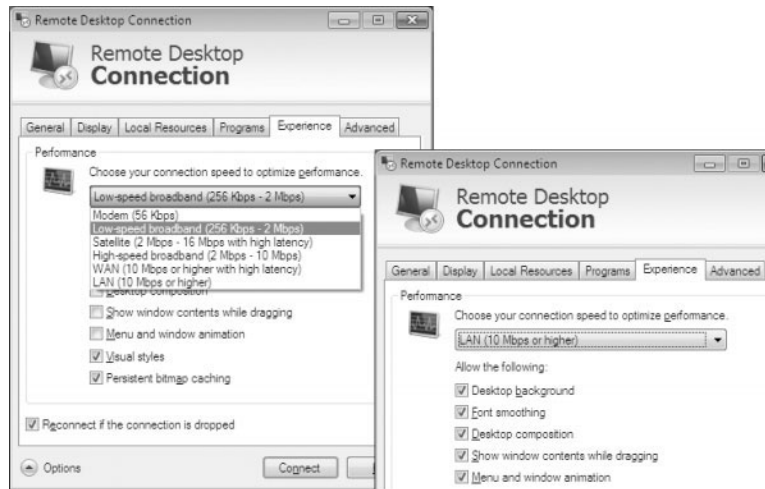 Remote Desktop Connection
Remote Desktop
Connection
General Display Local Resources Programs Experience Advanced
Performance
Choose your connection speed to optimize performance.
Low-speed broadband (256 Kbps - 2 Mbps)
Modem (56 Kbps)
Low-speed broadband (256 Kbps - 2 Mbps)
Satellite (2 Mbps - 16 Mbps with high latency)
High-speed broadband (2 Mbps - 10 Mbps)
WAN (10 Mbps or higher with high latency)
LAN (10 Mbps or higher)
Desktop composition
Show window contents while dragging
Menu and window animation
Visual styles
Persistent bitmap caching
Reconnect if the connection is dropped
Options
Connect
Remote Desktop Connection
Remote Desktop
Connection
General Display Local Resources Programs Experience Advanced
Performance
Choose your connection speed to optimize performance.
LAN (10 Mbps or higher)
Allow the following:
Desktop background
Font smoothing
Desktop composition
Show window contents while dragging
Menu and window animation